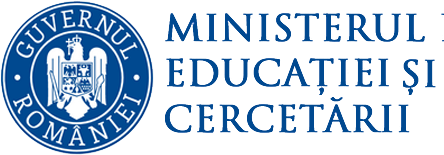 GUVERNUL
ROMÂNIEI
MINISTERUL
EDUCAȚIEI ȘI
CERCETĂRII